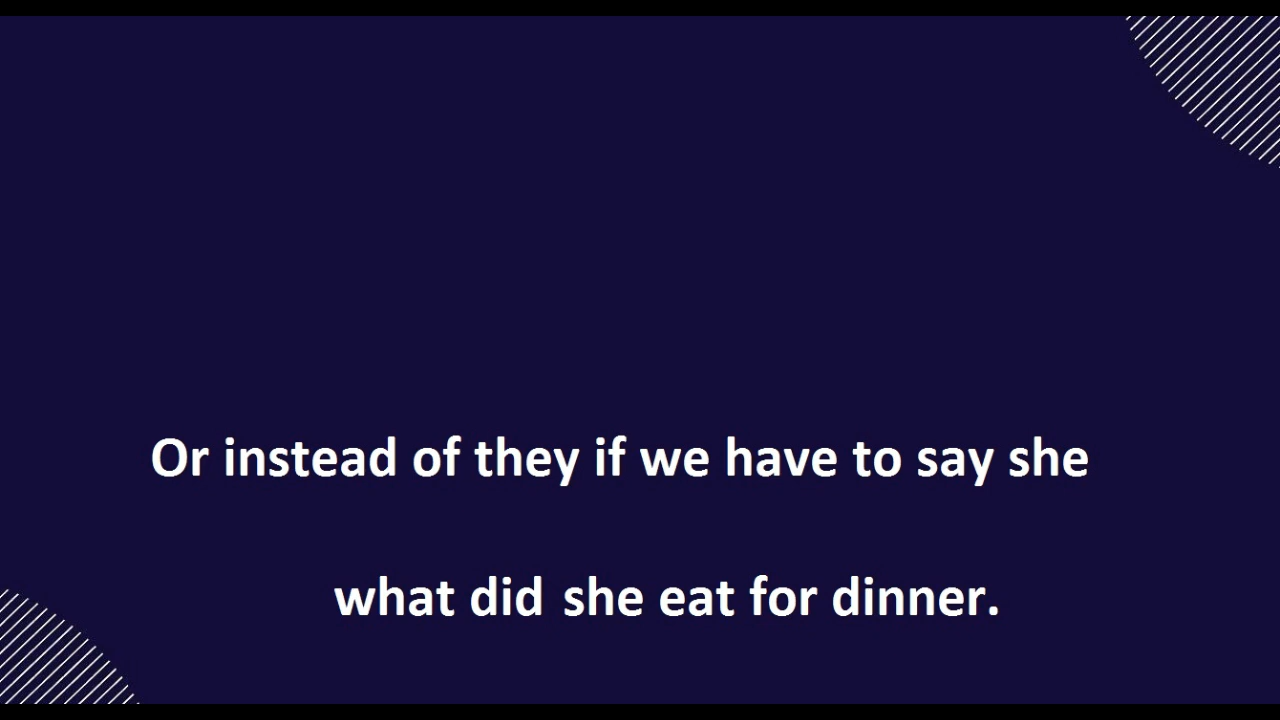 Or instead of they if we have to say she
what did she eat for dinner.